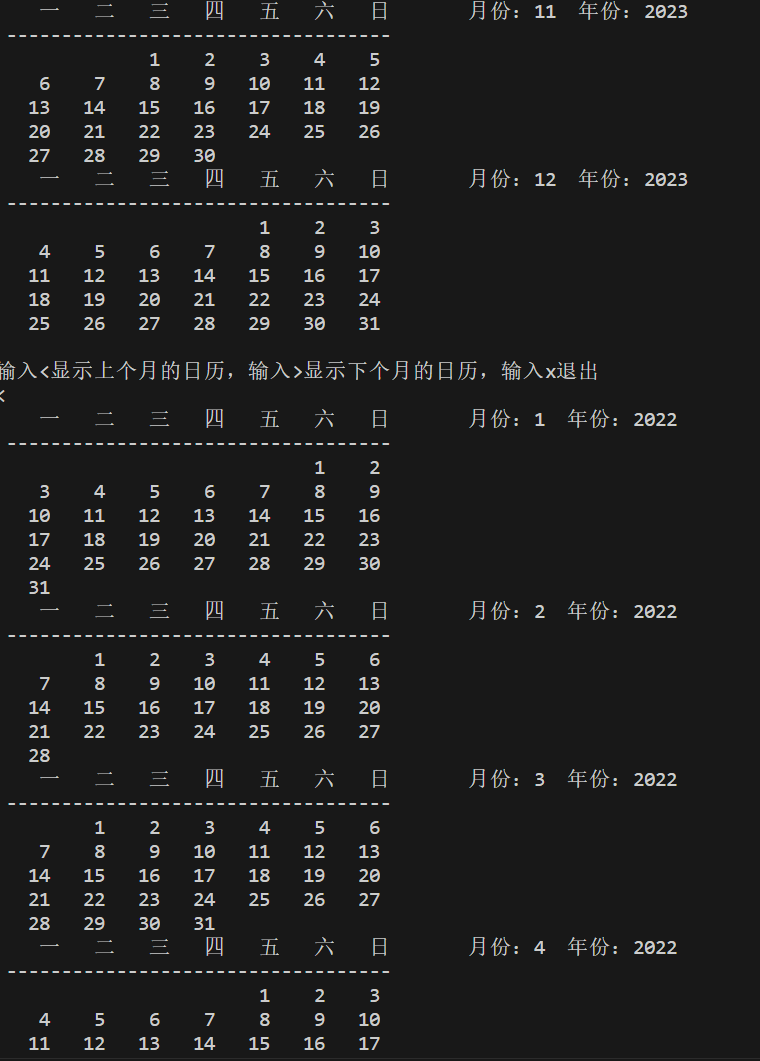 一 二 三 四 五 六 日 月份：11 年份：2023
-----------------------------------
1 2 3 4 5
6 7 8 9 10 11 12
13 14 15 16 17 18 19
20 21 22 23 24 25 26
27 28 29 30
一 二 三 四 五 六 日 月份：12 年份：2023
-----------------------------------
1 2 3
4 5 6 7 8 9 10
11 12 13 14 15 16 17
18 19 20 21 22 23 24
25 26 27 28 29 30 31
输入<显示上个月的日历，输入>显示下个月的日历，输入x退出
<
一 二 三 四 五 六 日 月份：1 年份：2022
-----------------------------------
1 2
3 4 5 6 7 8 9
10 11 12 13 14 15 16
17 18 19 20 21 22 23
24 25 26 27 28 29 30
31
一 二 三 四 五 六 日 月份：2 年份：2022
-----------------------------------
1 2 3 4 5 6
7 8 9 10 11 12 13
14 15 16 17 18 19 20
21 22 23 24 25 26 27
28
一 二 三 四 五 六 日 月份：3 年份：2022
-----------------------------------
1 2 3 4 5 6
7 8 9 10 11 12 13
14 15 16 17 18 19 20
21 22 23 24 25 26 27
28 29 30 31
一 二 三 四 五 六 日 月份：4 年份：2022
-----------------------------------
1 2 3
4 5 6 7 8 9 10
11 12 13 14 15 16 17